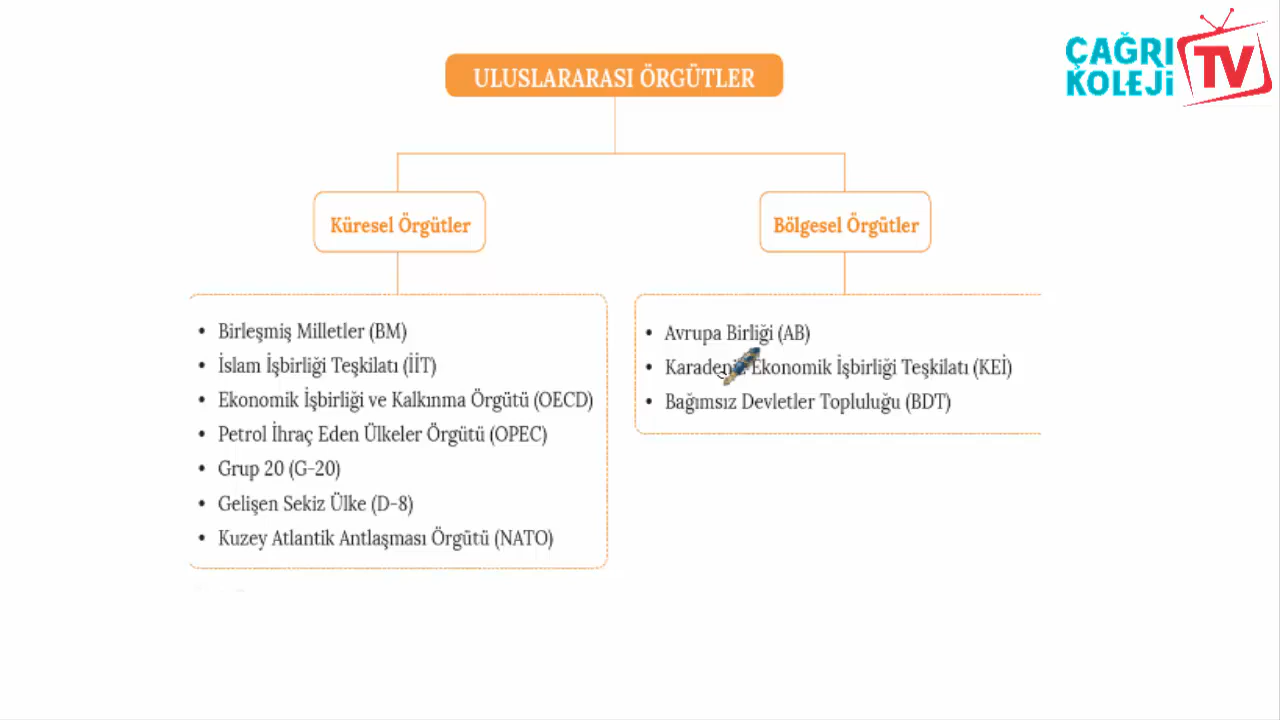 ÇAĞRI
KOLEJİ
TV
ULUSLARARASI ÖRGÜTLER
Küresel Örgütler
• Birleşmiş Milletler (BM)
• İslam İşbirliği Teşkilatı (İİT)
• Ekonomik İşbirliği ve Kalkınma Örgütü (OECD)
• Petrol İhraç Eden Ülkeler Örgütü (OPEC)
• Grup 20 (G-20)
• Gelişen Sekiz Ülke (D-8)
• Kuzey Atlantik Antlaşması Örgütü (NATO)
Bölgesel Örgütler
• Avrupa Birliği (AB)
• Karadeniz Ekonomik İşbirliği Teşkilatı (KEİ)
• Bağımsız Devletler Topluluğu (BDT)